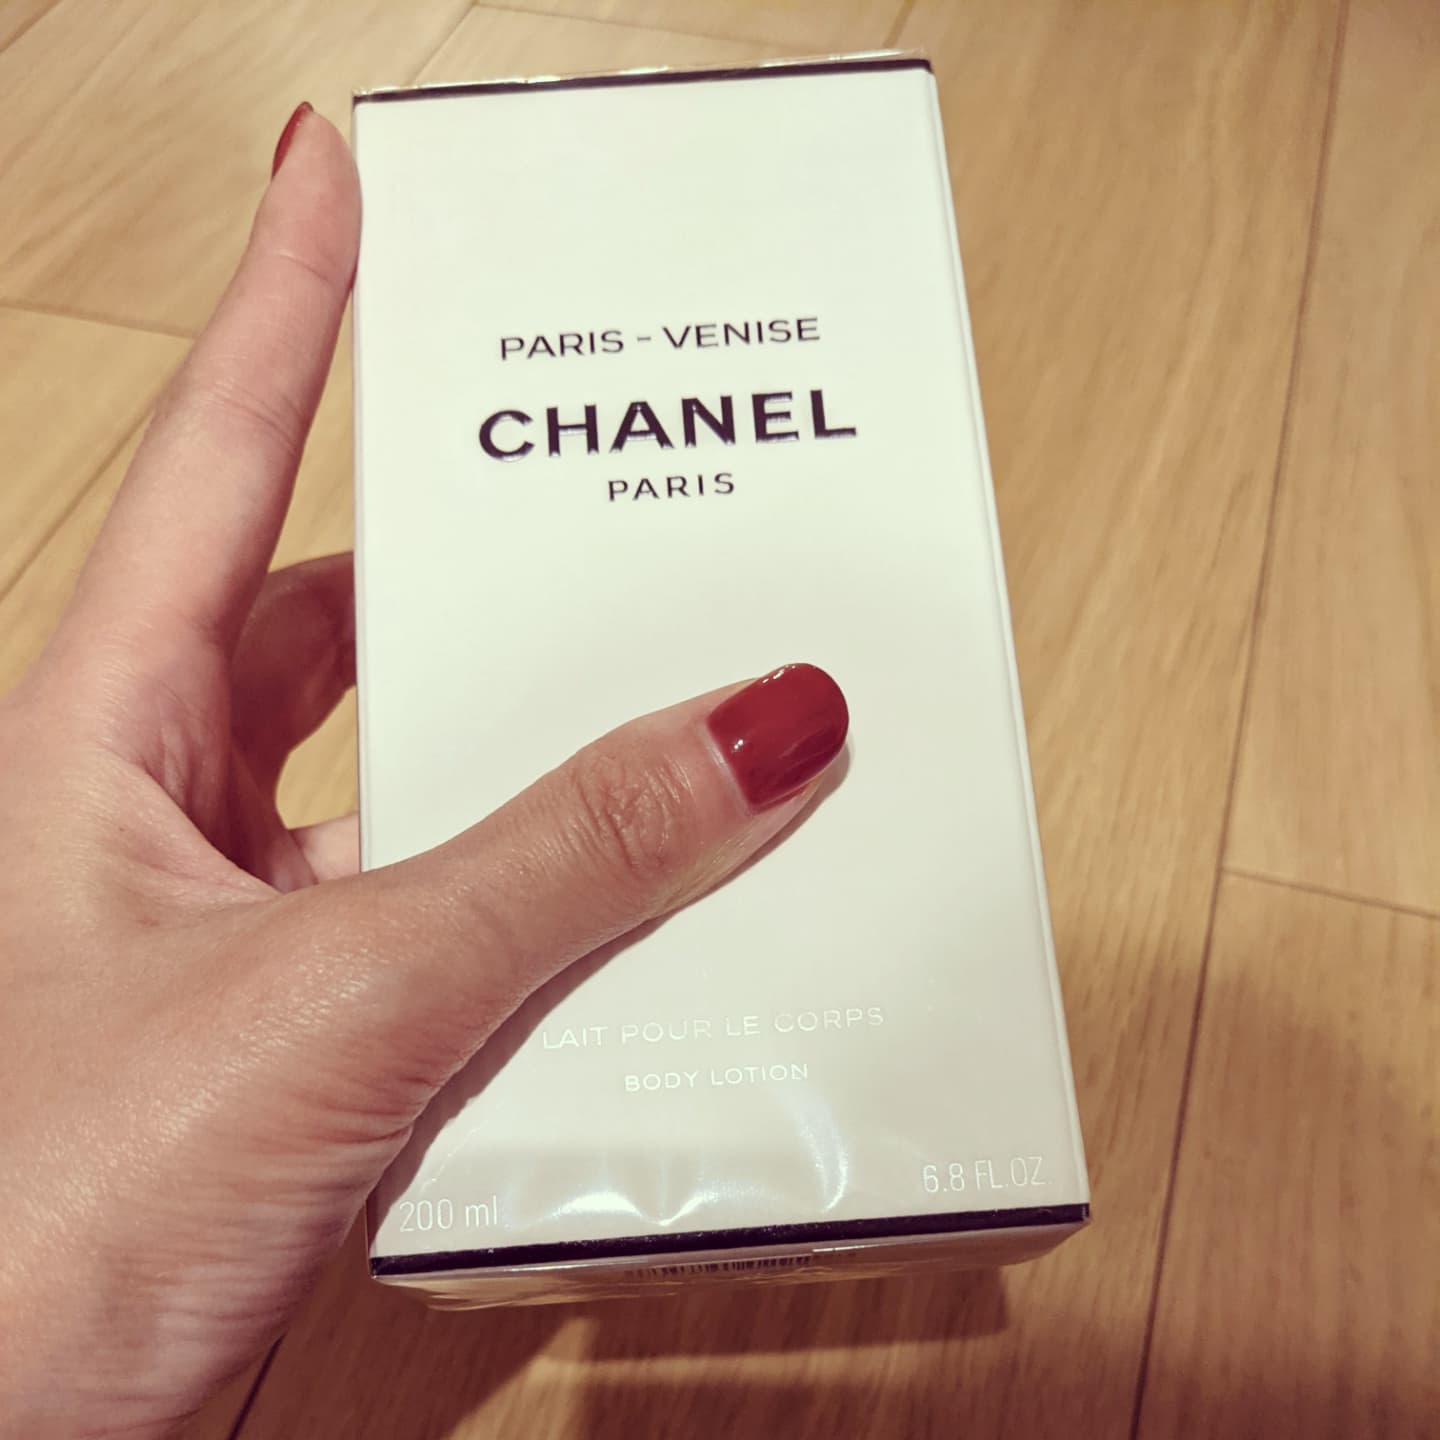 PARIS - VENISE
CHANEL
PARIS
LAIT POUR LE CORPS
BODY LOTION
200 ml
6.8 FL.OZ.